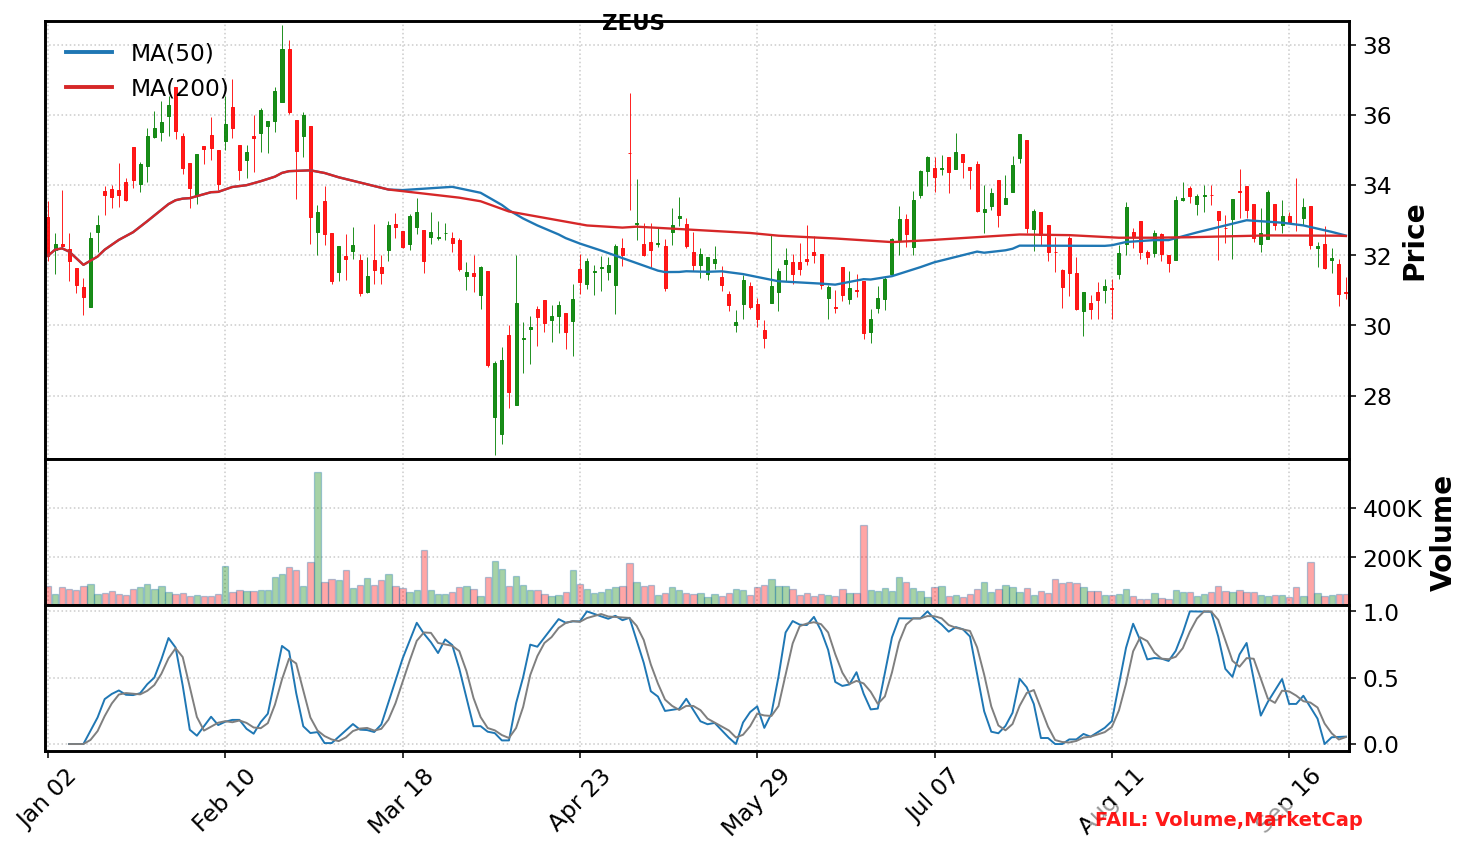 ZEUS
MA(50)
MA(200)
38
36
34
32
30
28
Price
400K
200K
Volume
1.0
0.5
0.0
Jan 02
Feb 10
Mar 18
Apr 23
May 29
Jul 07
Aug 11
Sep 16
FAIL: Volume,MarketCap